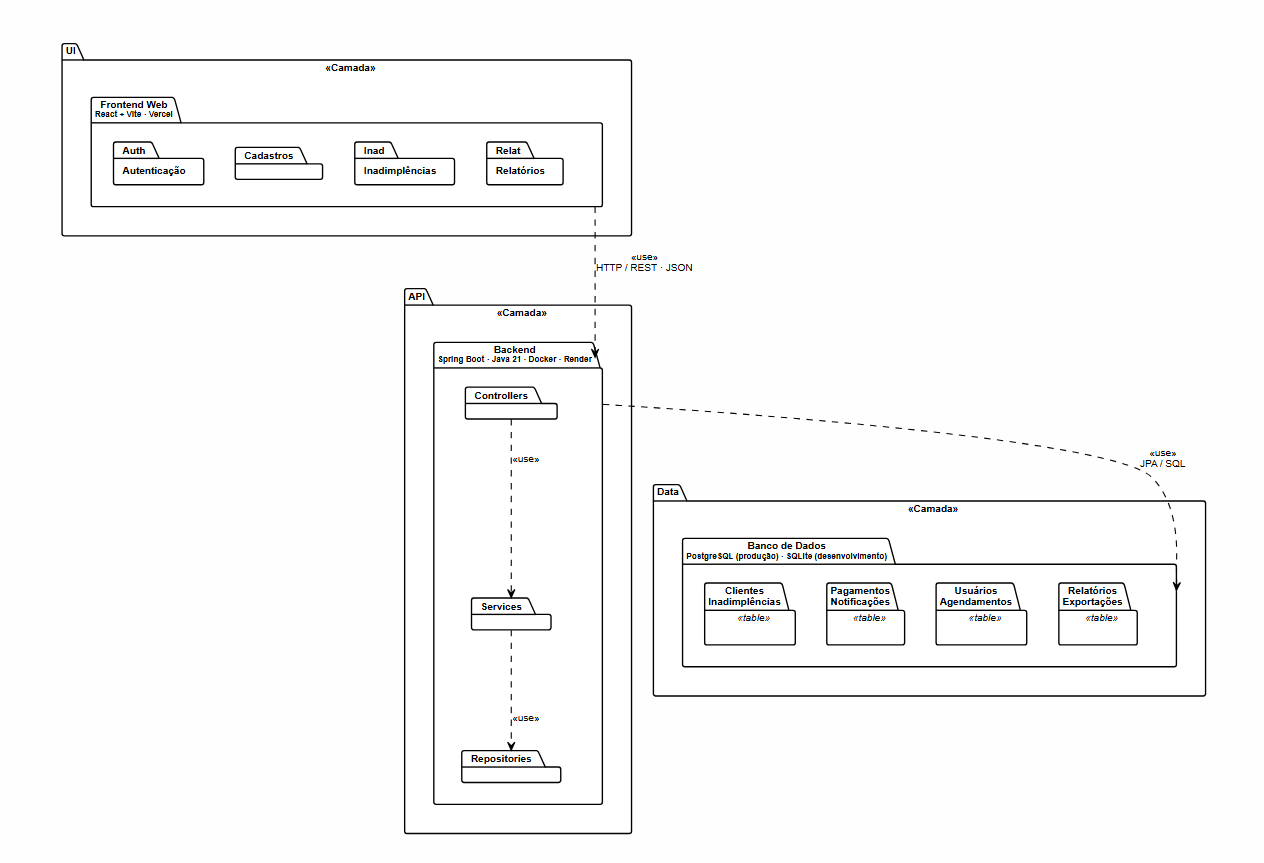 UI
«Camada»
Frontend Web
React + Vite · Vercel
Auth
Autenticação
Cadastros
Inad
Inadimplências
Relat
Relatórios
«use»
HTTP / REST · JSON
API
«Camada»
Backend
Spring Boot · Java 21 · Docker · Render
Controllers
«use»
Services
«use»
Repositories
«use»
JPA / SQL
Data
«Camada»
Banco de Dados
PostgreSQL (produção) · SQLite (desenvolvimento)
Clientes
Inadimplências
«table»
Pagamentos
Notificações
«table»
Usuários
Agendamentos
«table»
Relatórios
Exportações
«table»